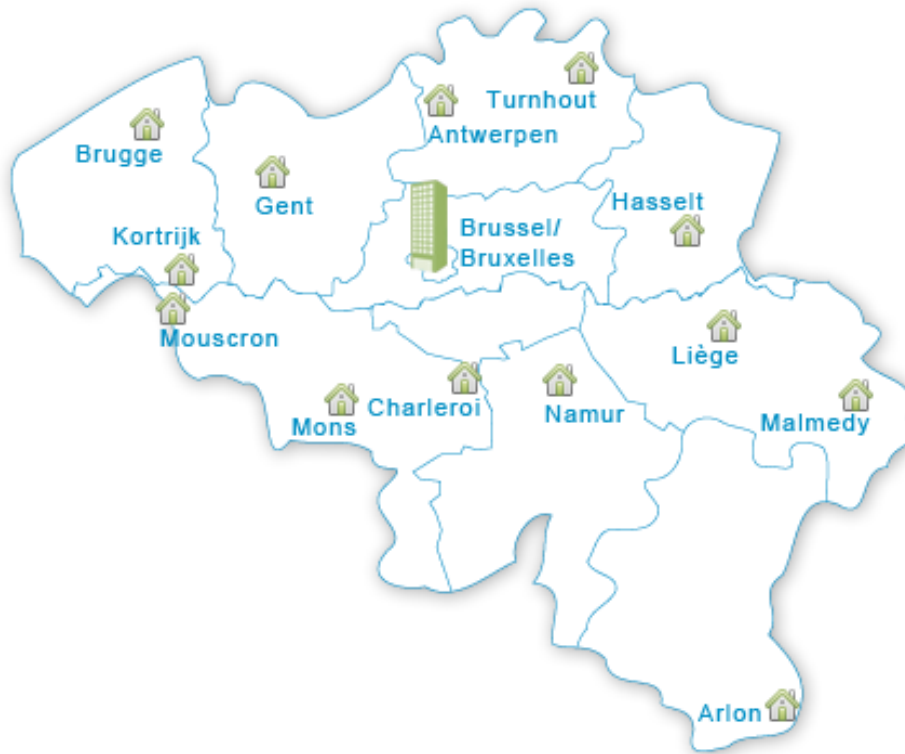 Turnhout
Antwerpen
Brugge
Gent
Hasselt
Brussel/
Bruxelles
Kortrijk
Mouscron
Liège
Charleroi
Namur
Mons
Malmedy
Arlon